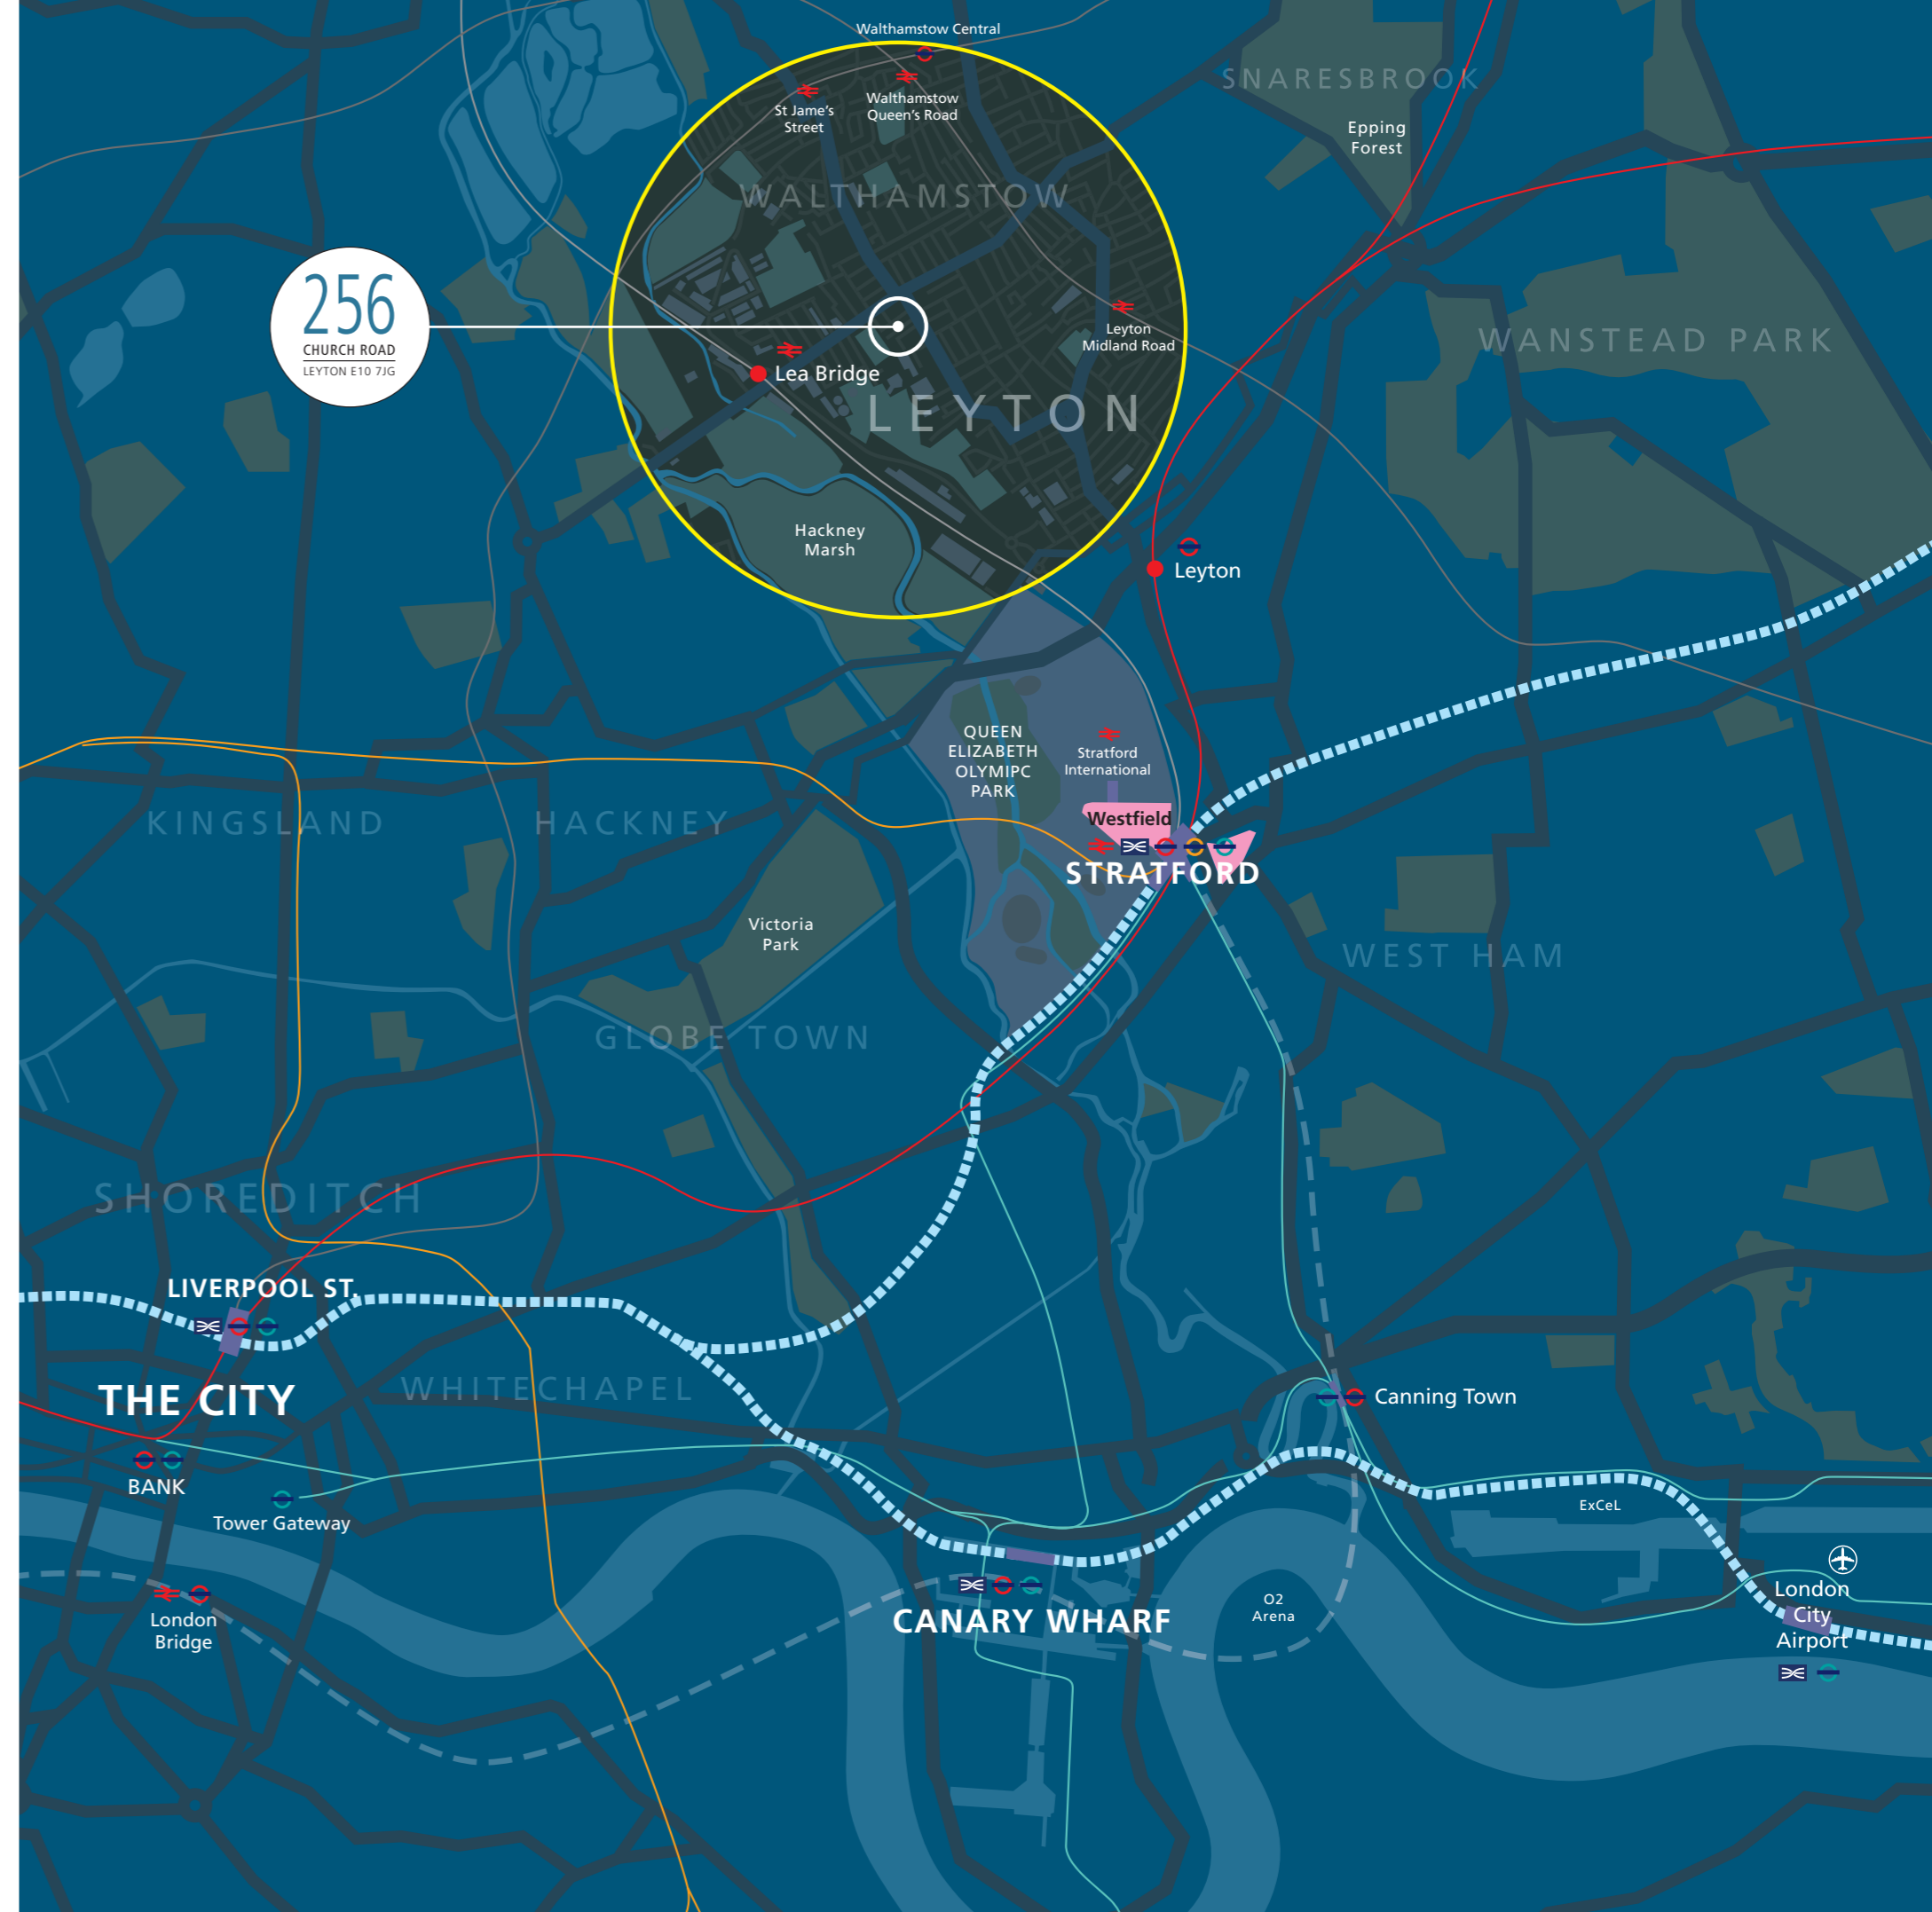 Walthamstow Central
St Jame's
Street
Walthamstow
Queen's Road
SNARESBROOK
Epping
Forest
WALTHAMSTOW
256
CHURCH ROAD
LEYTON E10 7JG
Leyton
Midland Road
WANSTEAD PARK
Lea Bridge
LEYTON
Hackney
Marsh
Leyton
QUEEN
ELIZABETH
OLYMIPC
PARK
Stratford
International
KINGSLAND
HACKNEY
Westfield
STRATFORD
Victoria
Park
WEST HAM
GLOBE TOWN
SHOREDITCH
LIVERPOOL ST.
THE CITY
WHITECHAPEL
Canning Town
BANK
Tower Gateway
ExCeL
London
Bridge
CANARY WHARF
O2
Arena
London
City
Airport